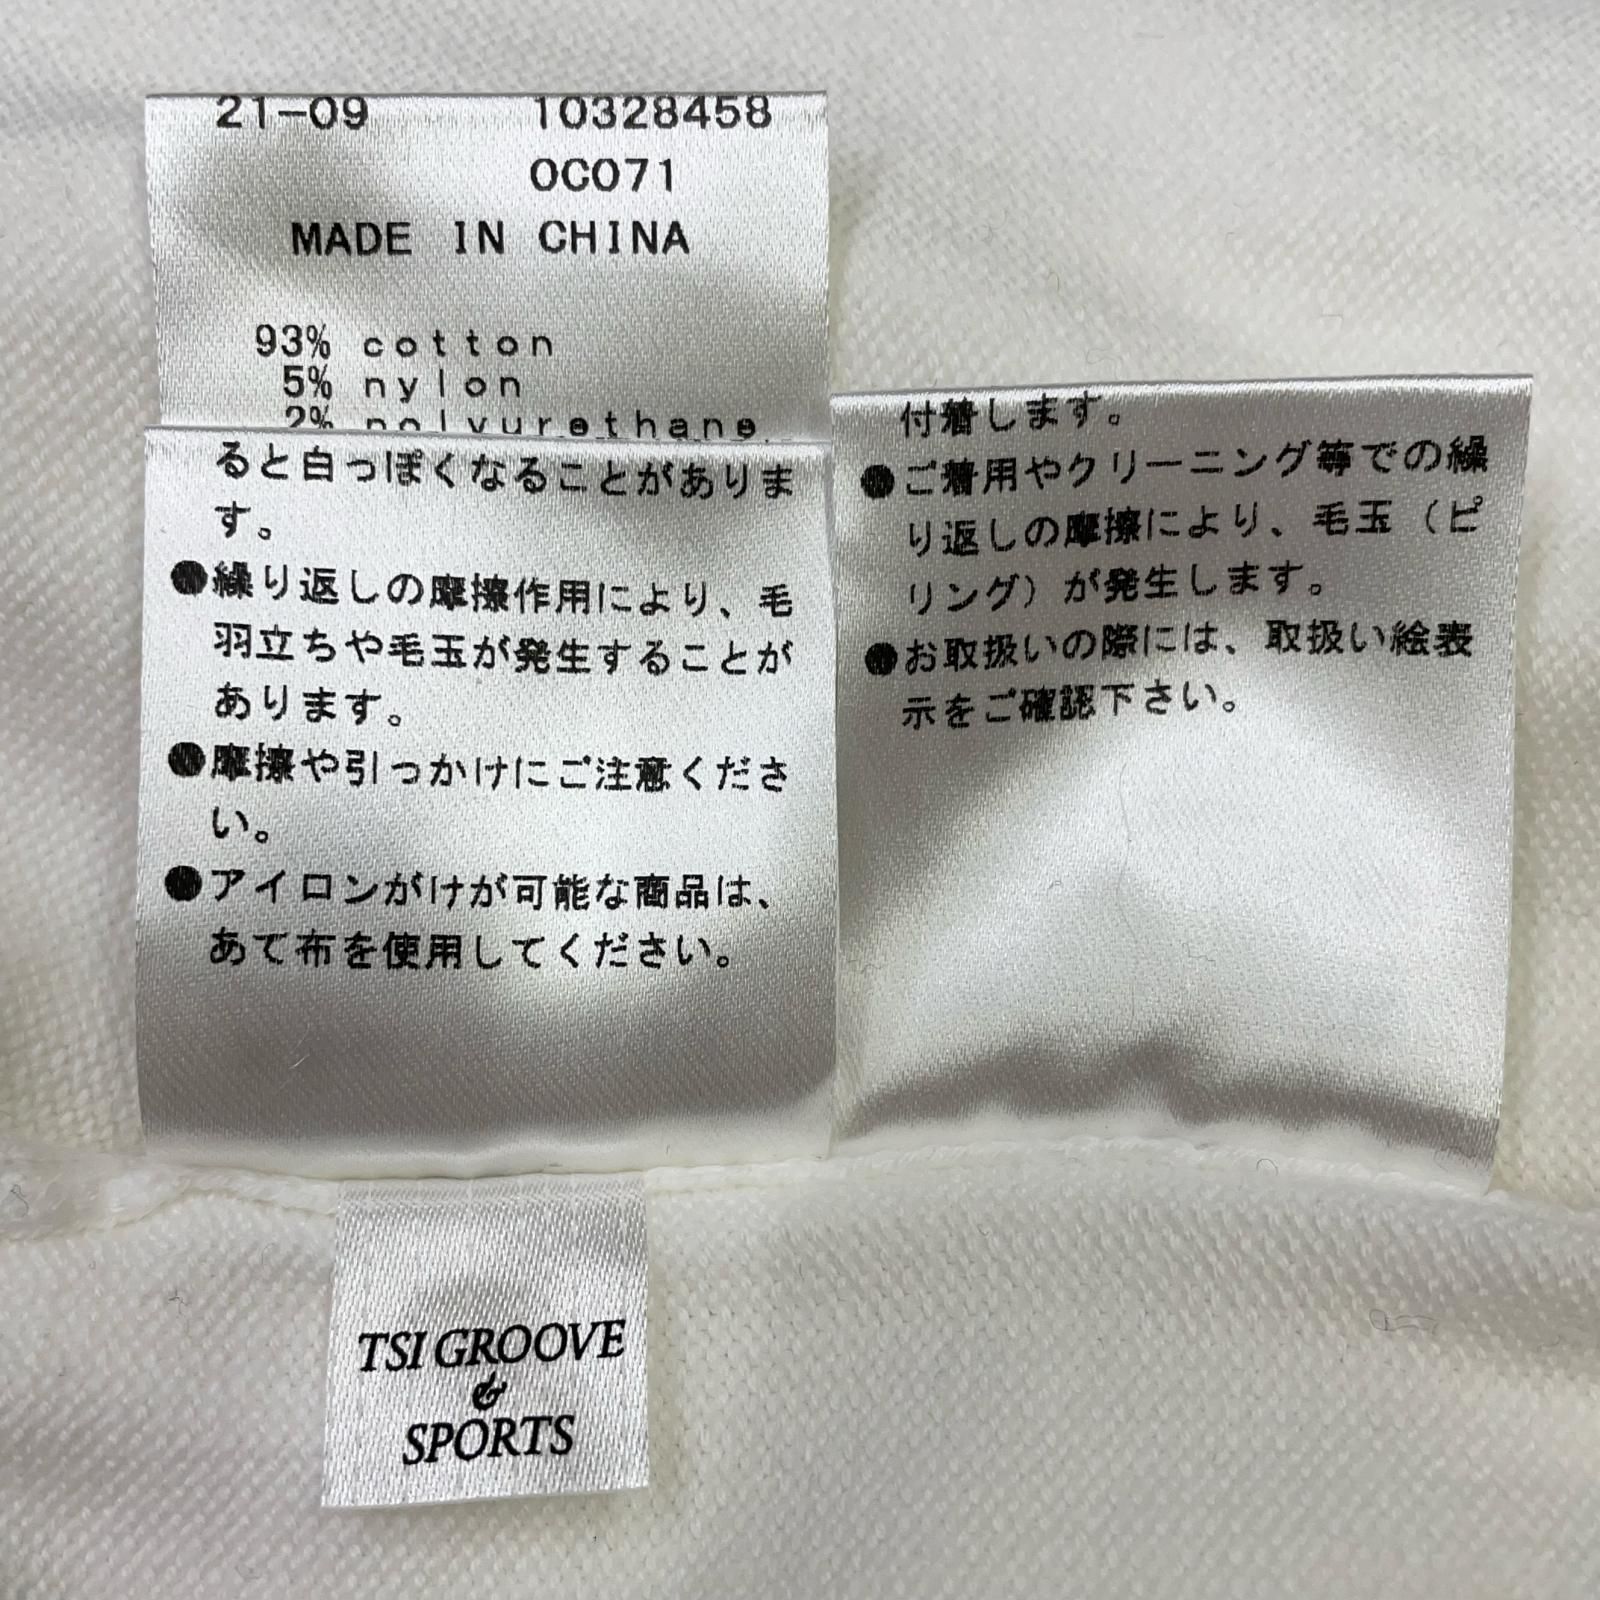 21-09 10328458
0C071
MADE IN CHINA
93% cotton
5% nylon
2% polyurethane
ると白っぽくなることがありま
す。
●繰り返しの摩擦作用により、毛
羽立ちや毛玉が発生することが
あります。
●摩擦や引っかけにご注意くださ
い。
●アイロンがけが可能な商品は、
あて布を使用してください。
付着します。
●ご着用やクリーニング等での繰
り返しの摩擦により、毛玉（ピ
リング）が発生します。
●お取扱いの際には、取扱い絵表
示をご確認下さい。
TSI GROOVE
&
SPORTS